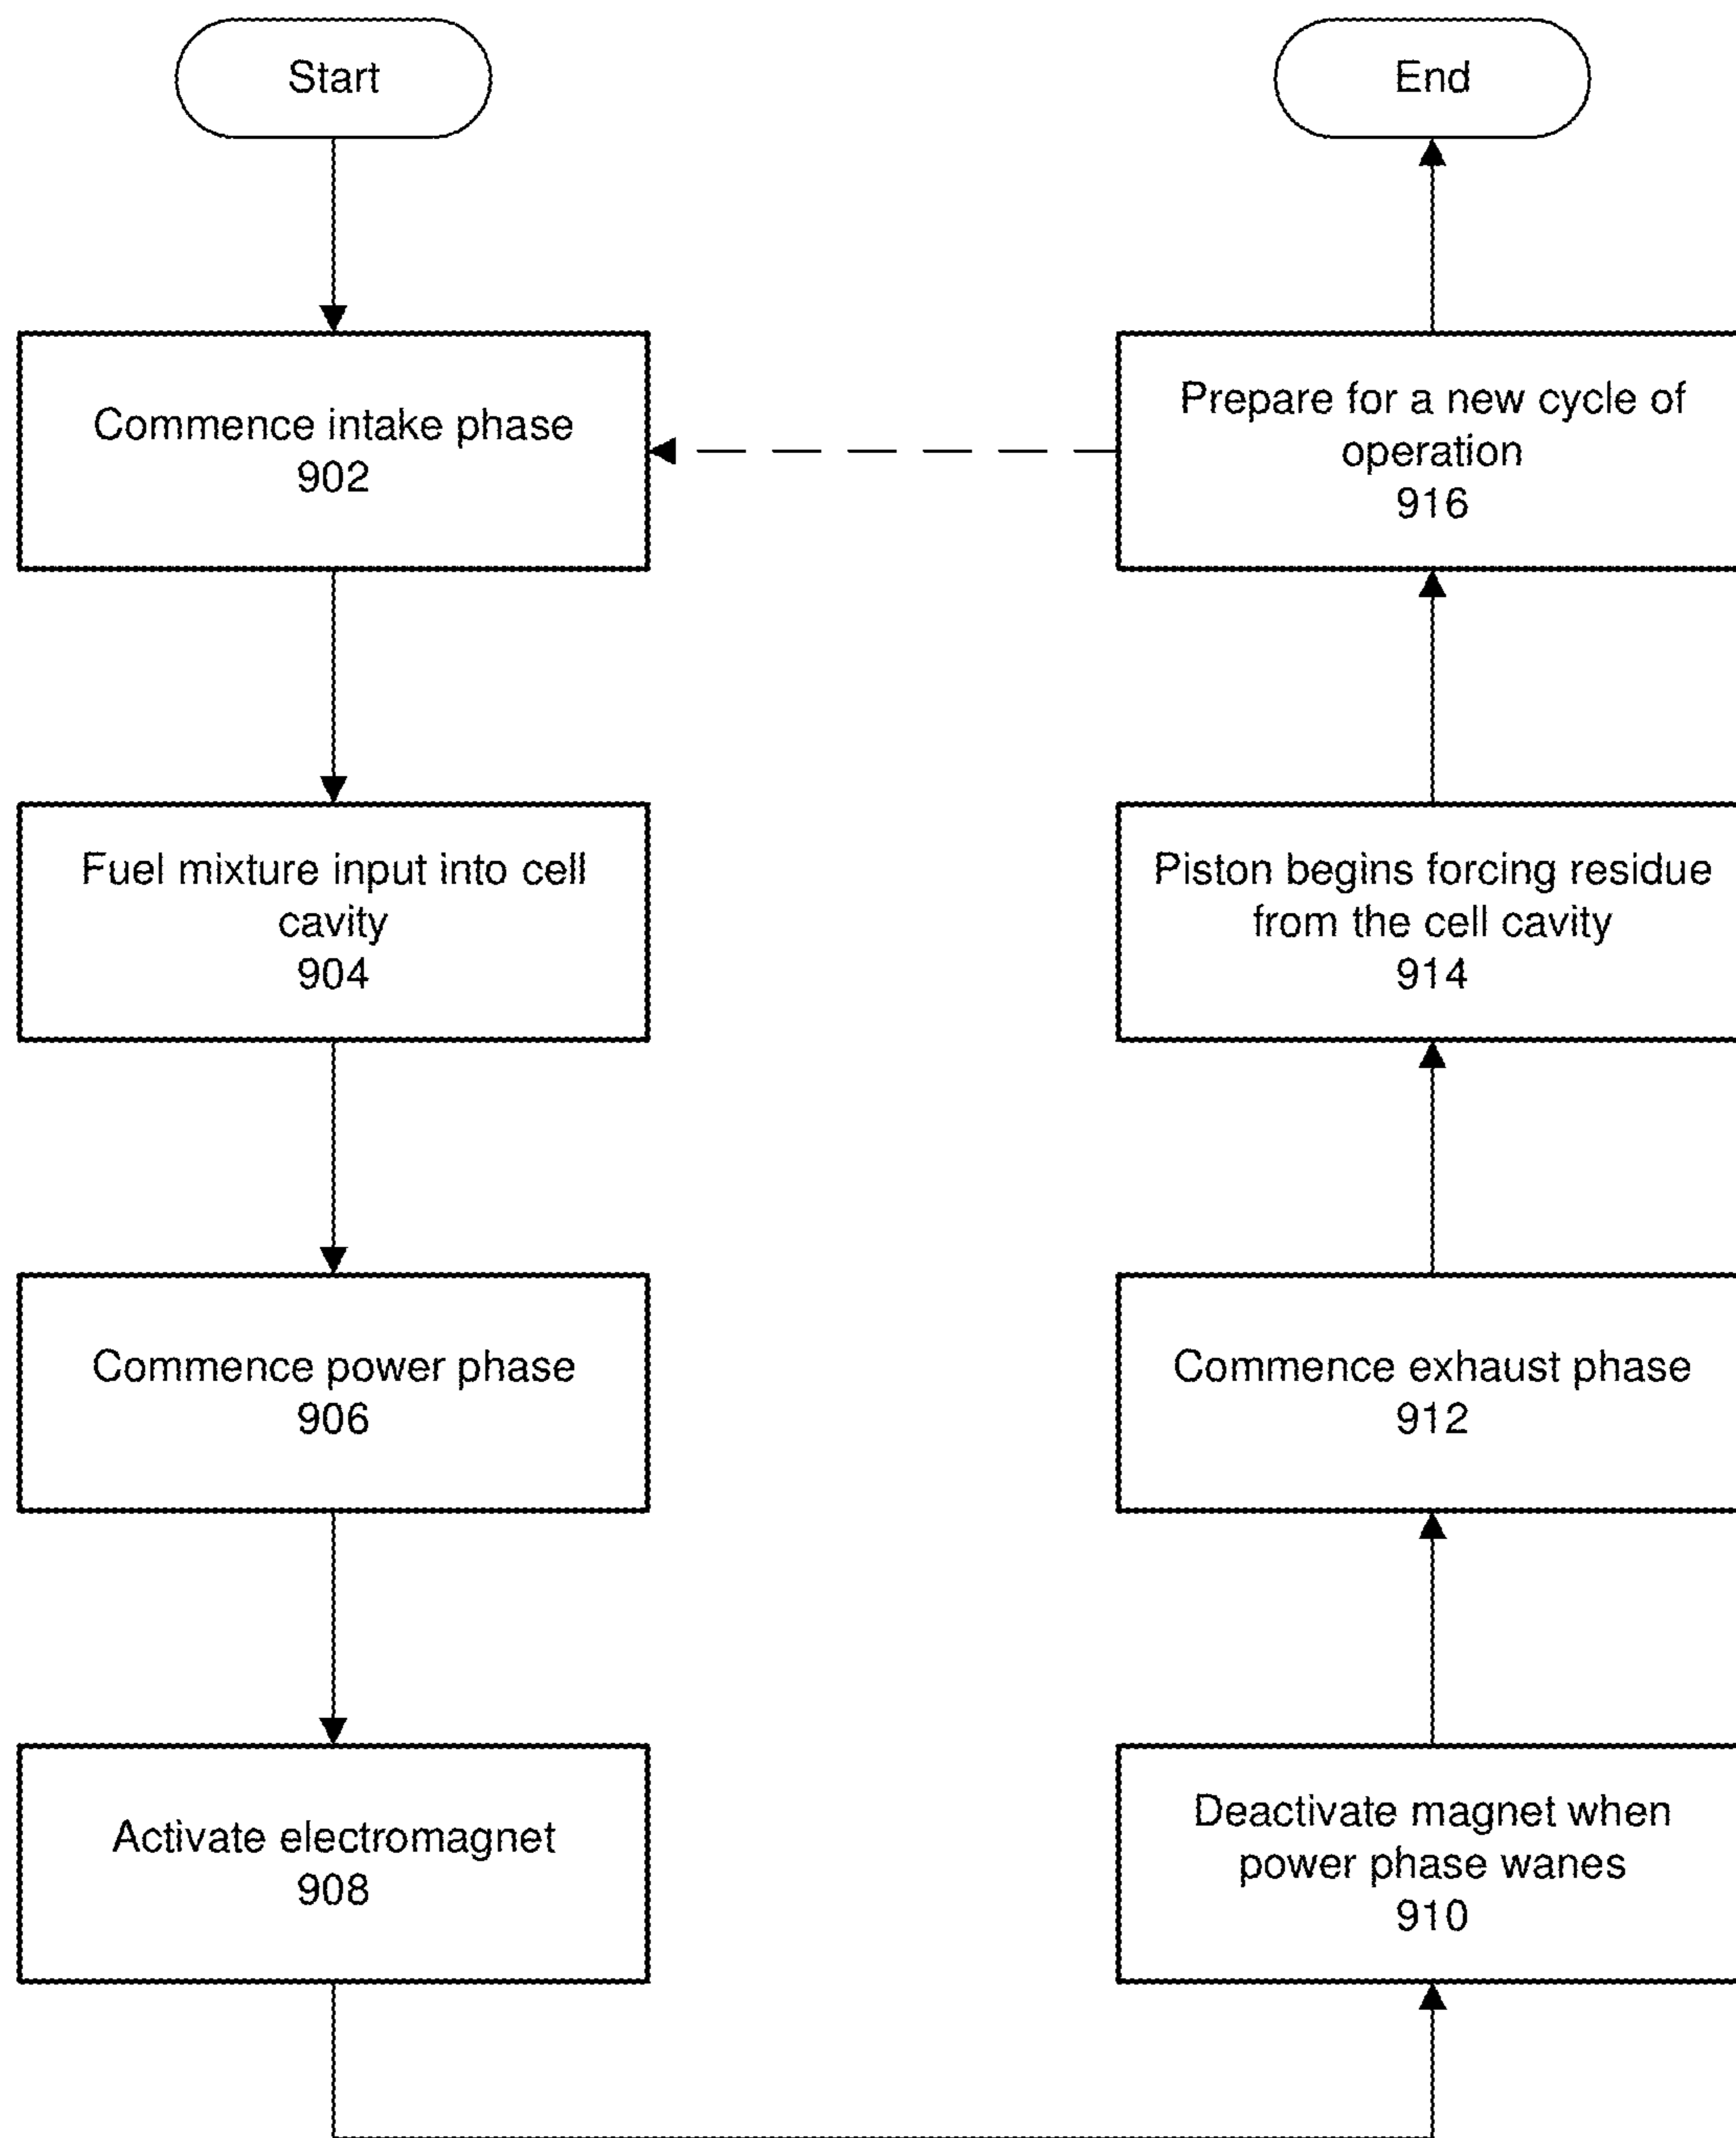 Start
Commence intake phase
902
Fuel mixture input into cell
cavity
904
Commence power phase
906
Activate electromagnet
908
Deactivate magnet when
power phase wanes
910
Commence exhaust phase
912
Piston begins forcing residue
from the cell cavity
914
Prepare for a new cycle of
operation
916
End